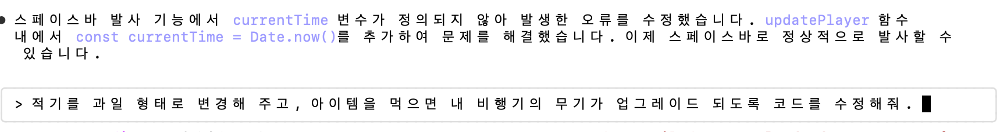 스페이스바 발사 기능에서 currentTime 변수가 정의되지 않아 발생한 오류를 수정했습니다. updatePlayer 함수
내에서 const currentTime = Date.now()를 추가하여 문제를 해결했습니다. 이제 스페이스바로 정상적으로 발사할 수
있습니다.
> 적기를 과일 형태로 변경해 주고, 아이템을 먹으면 내 비행기의 무기가 업그레이드 되도록 코드를 수정해줘.